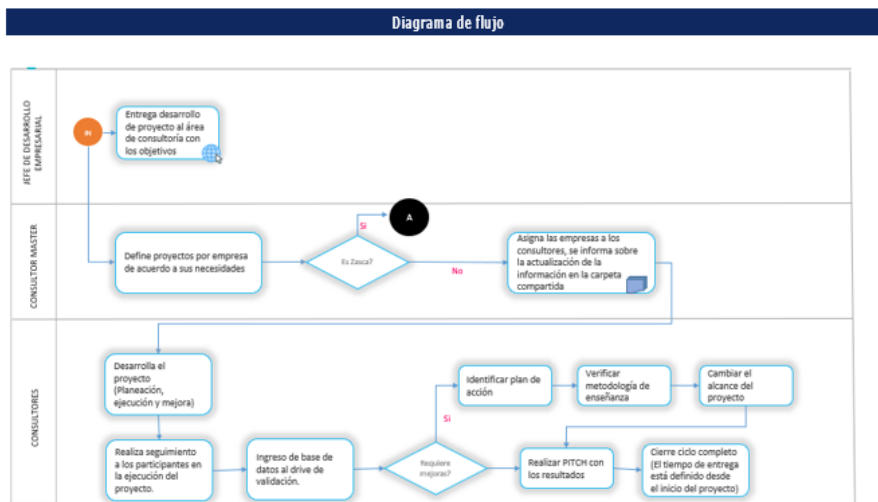 Diagrama de flujo
JEFE DE DESARROLLO
EMPRESARIAL
IN
Entrega desarrollo
de proyecto al área
de consultoría con
los objetivos
CONSULTOR MASTER
Define proyectos por empresa
de acuerdo a sus necesidades
Es Zasca?
Si
A
No
Asigna las empresas a los
consultores, se informa sobre
la actualización de la
información en la carpeta
compartida
CONSULTORES
Desarrolla el
proyecto
(Planeación,
ejecución y mejora)
Realiza seguimiento
a los participantes en
la ejecución del
proyecto.
Ingreso de base de
datos al drive de
validación.
Requiere
mejoras?
Si
Identificar plan de
acción
Verificar
metodología de
enseñanza
Cambiar el
alcance del
proyecto
Realizar PITCH con
los resultados
Cierre ciclo completo
(El tiempo de entrega
está definido desde
el inicio del proyecto)